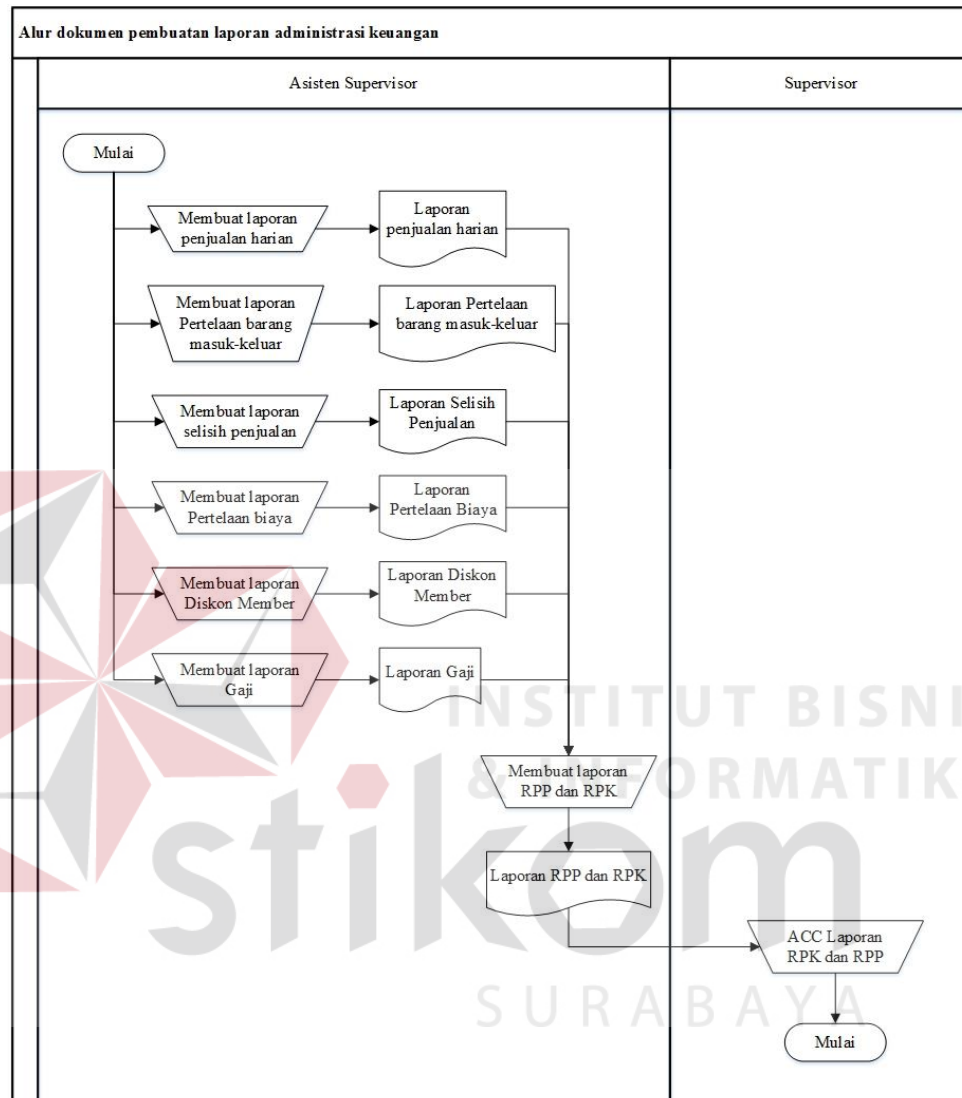 Alur dokumen pembuatan laporan administrasi keuangan
Asisten Supervisor
Supervisor
Mulai
Membuat laporan
penjualan harian
Laporan
penjualan harian
Membuat laporan
Pertelaan barang
masuk-keluar
Laporan Pertelaan
barang masuk-keluar
Membuat laporan
selisih penjualan
Laporan Selisih
Penjualan
Membuat laporan
Pertelaan biaya
Laporan
Pertelaan Biaya
Membuat laporan
Diskon Member
Laporan Diskon
Member
Membuat laporan
Gaji
Laporan Gaji
INSTITUT BISNI
& INFORMATIK
stikom
SURABAYA
Membuat laporan
RPP dan RPK
Laporan RPP dan RPK
ACC Laporan
RPK dan RPP
Mulai